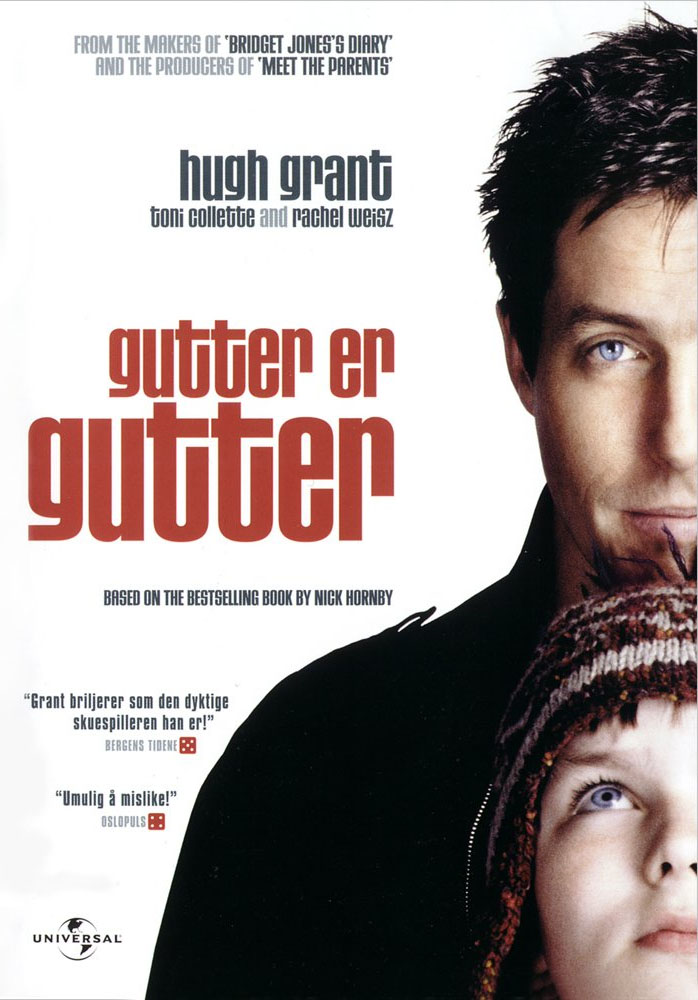 FROM THE MAKERS OF 'BRIDGET JONES'S DIARY'
AND THE PRODUCERS OF 'MEET THE PARENTS'
hugh grant
toni collette and rachel weisz
gutter er
gutter
BASED ON THE BESTSELLING BOOK BY NICK HORNBY
"Grant briljerer som den dyktige
skuespilleren han er!"
BERGENS TIDENE
"Umulig å mislike!"
OSLOPULS
UNIVERSAL